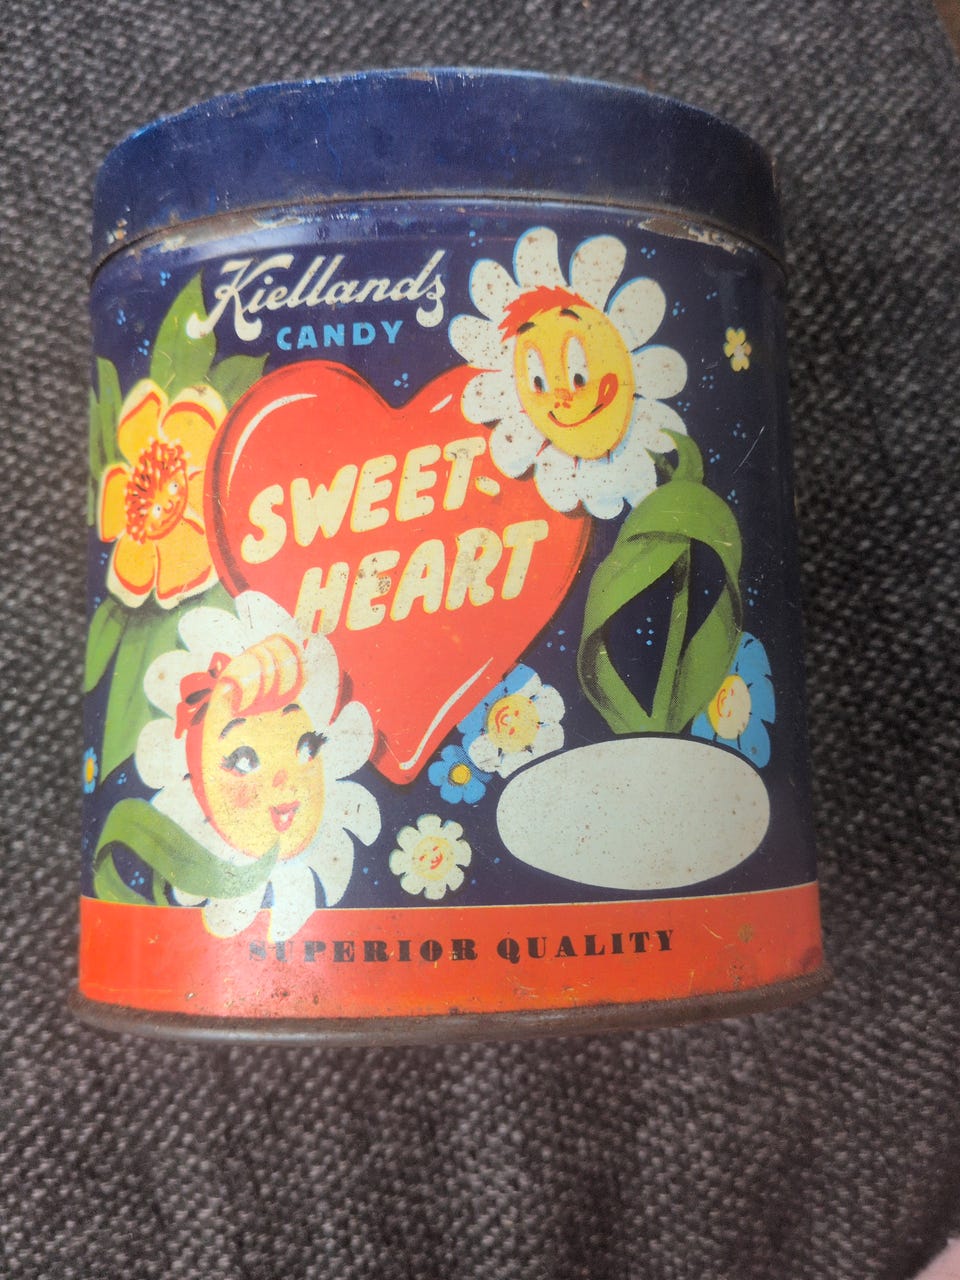 Kiellands
CANDY
SWEET-
HEART
SUPERIOR QUALITY